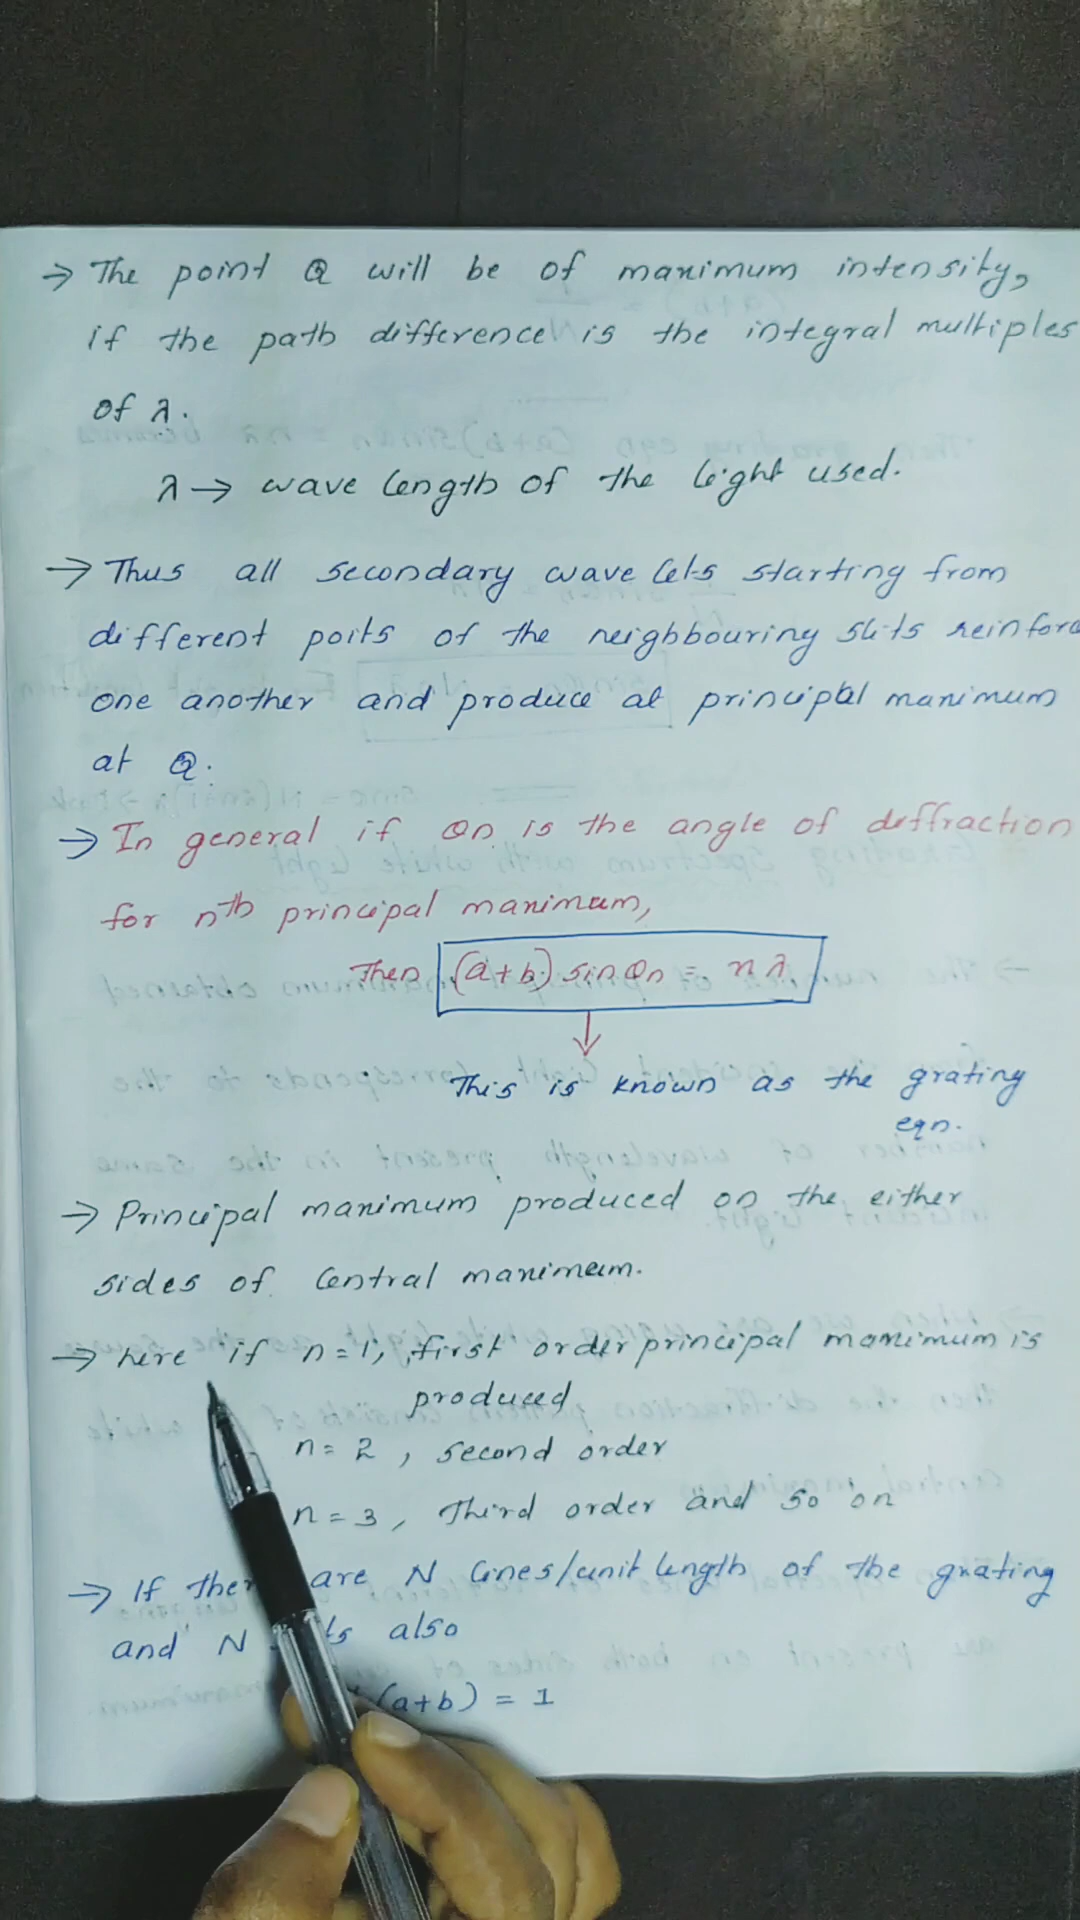 → The point Q will be of maximum intensity,
if the path difference is the integral multiples
of λ.
λ → wave length of the light used.
→ Thus all secondary wave lets starting from
different poits of the neighbouring slits reinforce
one another and produce at principal maximum
at Q.
→ In general if θn is the angle of diffraction
for nth principal maximum,
Then (a+b) sin θn = nλ
This is known as the grating
eqn.
→ Principal maximum produced on the either
sides of central maximum.
→ here if n=1, first order principal maximum is
produced
n=2, second order
n=3, Third order and so on
→ If ther are N lines/unit length of the grating
and N also
(a+b) = 1